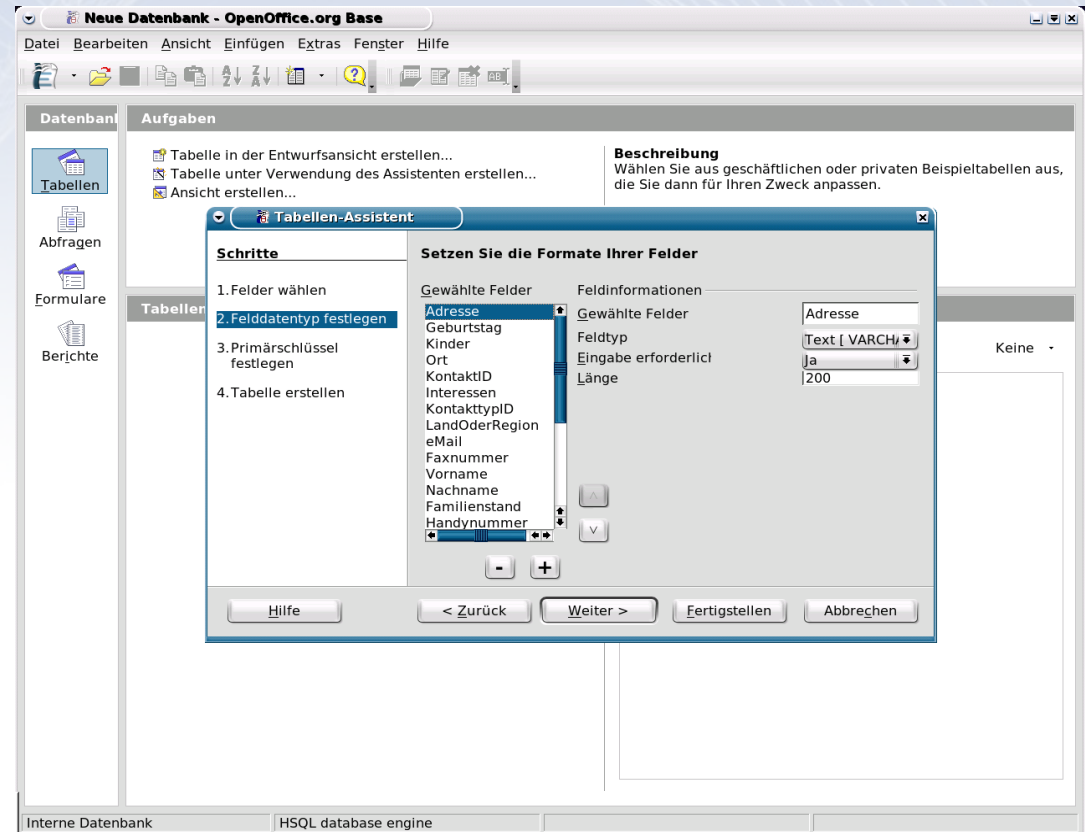 Neue Datenbank - OpenOffice.org Base
Datei Bearbeiten Ansicht Einfügen Extras Fenster Hilfe
Datenbank
Aufgaben
Tabellen
Abfragen
Formulare
Berichte
Tabelle in der Entwurfsansicht erstellen...
Tabelle unter Verwendung des Assistenten erstellen...
Ansicht erstellen...
Beschreibung
Wählen Sie aus geschäftlichen oder privaten Beispieltabellen aus,
die Sie dann für Ihren Zweck anpassen.
Tabellen
Keine
Tabellen-Assistent
Schritte
1. Felder wählen
2. Felddatentyp festlegen
3. Primärschlüssel
festlegen
4. Tabelle erstellen
Setzen Sie die Formate Ihrer Felder
Gewählte Felder
Adresse
Geburtstag
Kinder
Ort
KontaktID
Interessen
KontakttypID
LandOderRegion
eMail
Faxnummer
Vorname
Nachname
Familienstand
Handynummer
- +
Feldinformationen
Gewählte Felder Adresse
Feldtyp Text [ VARCHA
Eingabe erforderlich Ja
Länge 200
Hilfe < Zurück Weiter > Fertigstellen Abbrechen
Interne Datenbank HSQL database engine